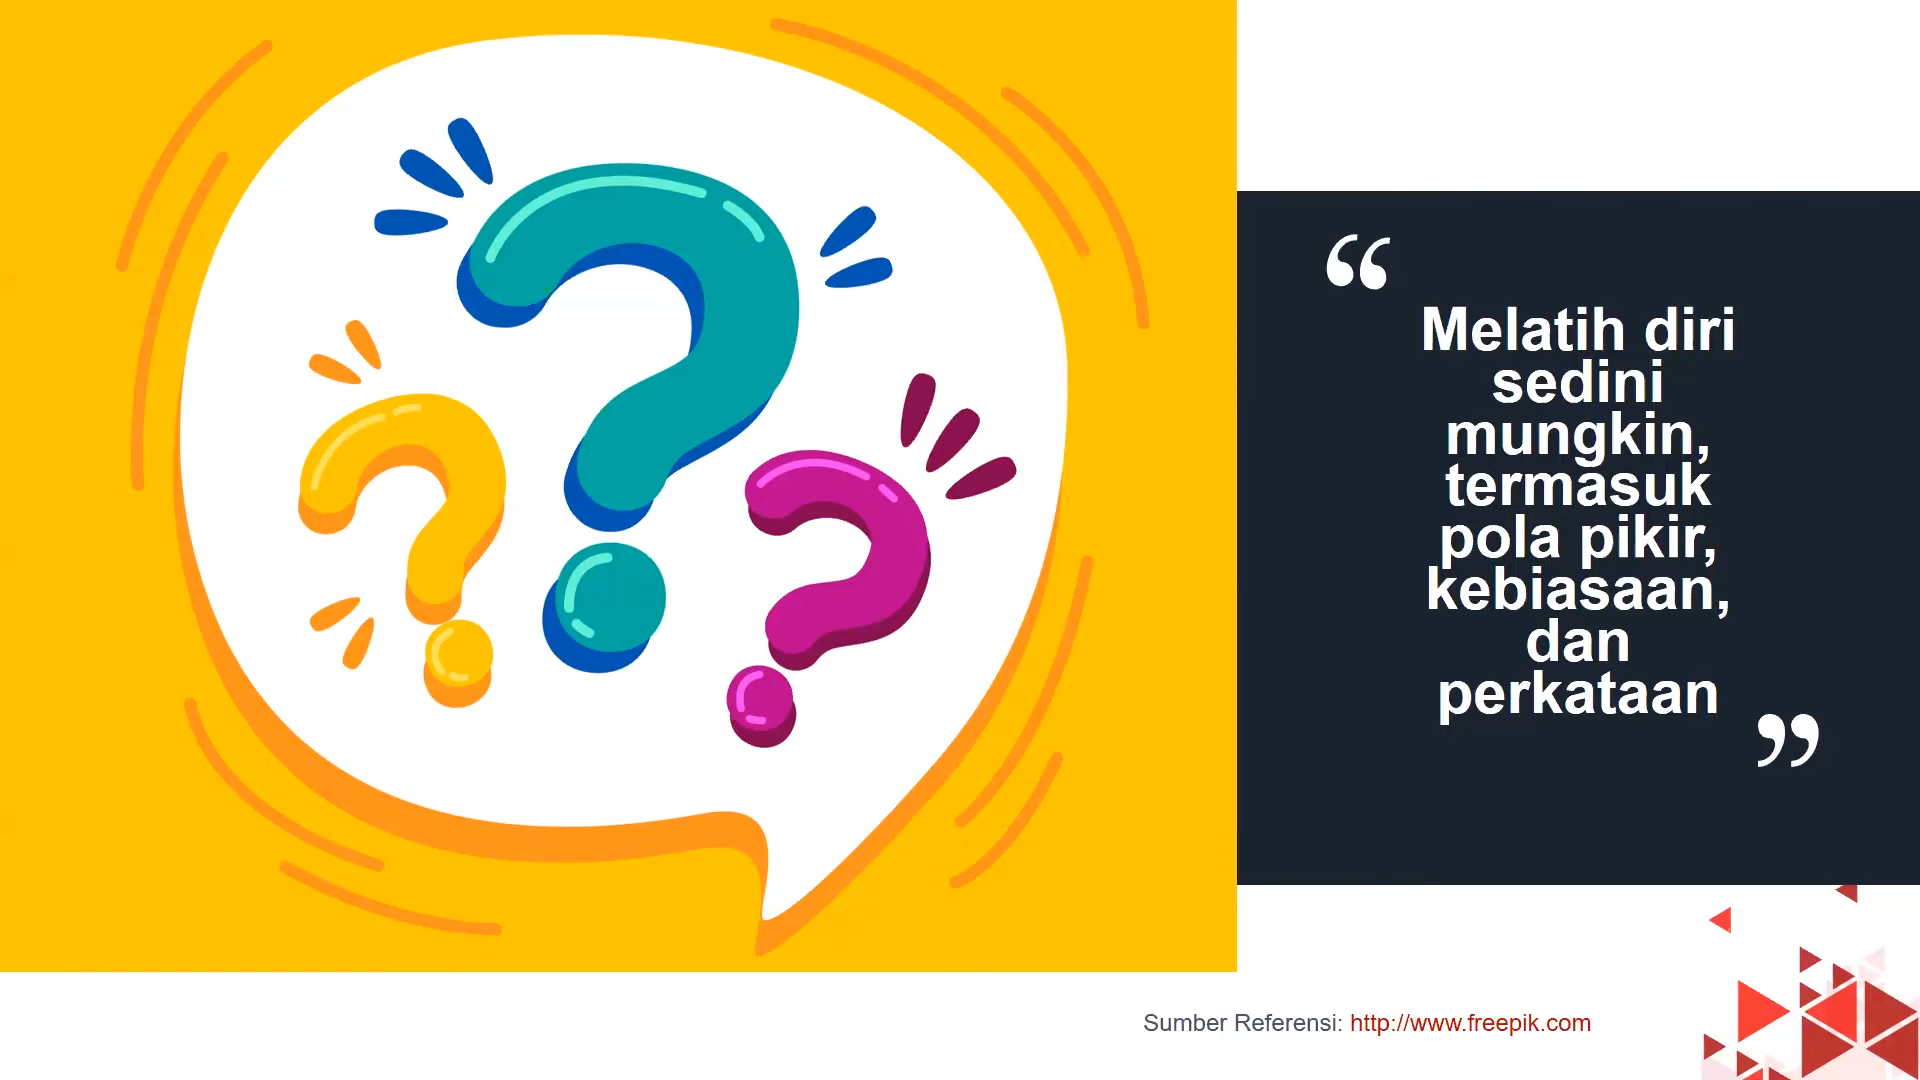 “
Melatih diri
sedini
mungkin,
termasuk
pola pikir,
kebiasaan,
dan
perkataan
”
Sumber Referensi: http://www.freepik.com